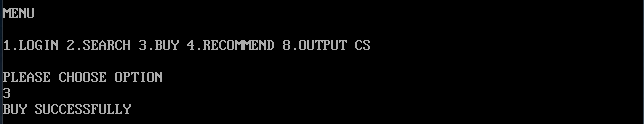 MENU
1.LOGIN 2.SEARCH 3.BUY 4.RECOMMEND 8.OUTPUT CS
PLEASE CHOOSE OPTION
3
BUY SUCCESSFULLY